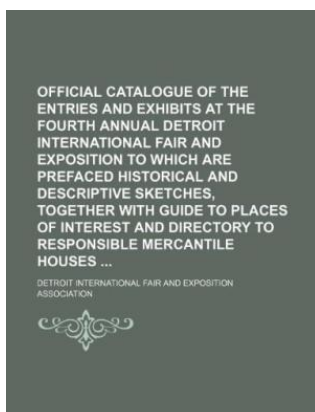 OFFICIAL CATALOGUE OF THE
ENTRIES AND EXHIBITS AT THE
FOURTH ANNUAL DETROIT
INTERNATIONAL FAIR AND
EXPOSITION TO WHICH ARE
PREFACED HISTORICAL AND
DESCRIPTIVE SKETCHES,
TOGETHER WITH GUIDE TO PLACES
OF INTEREST AND DIRECTORY TO
RESPONSIBLE MERCANTILE
HOUSES ...
DETROIT INTERNATIONAL FAIR AND EXPOSITION
ASSOCIATION